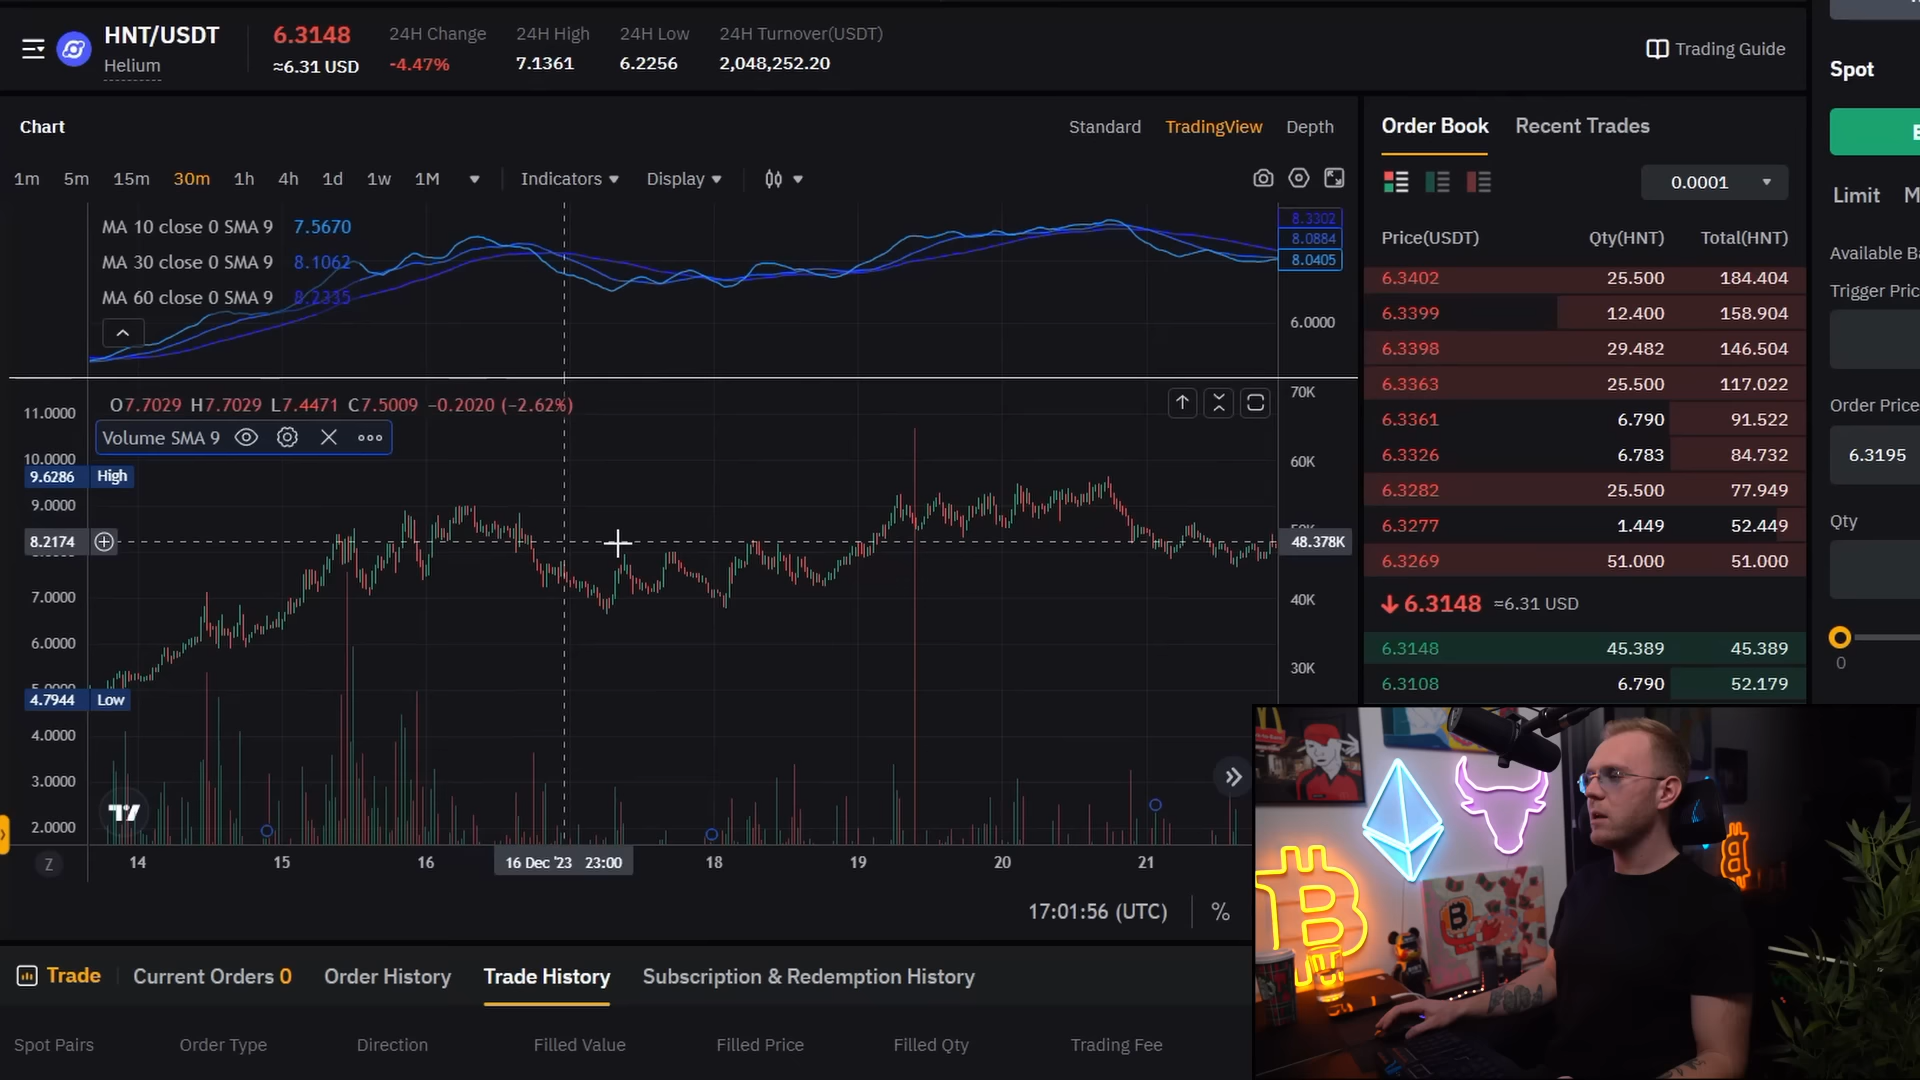 HNT/USDT
Helium
6.3148
≈6.31 USD
24H Change
-4.47%
24H High
7.1361
24H Low
6.2256
24H Turnover(USDT)
2,048,252.20
Trading Guide
Chart
Standard TradingView Depth
1m 5m 15m 30m 1h 4h 1d 1w 1M Indicators Display
MA 10 close 0 SMA 9 7.5670
MA 30 close 0 SMA 9 8.1062
MA 60 close 0 SMA 9 8.2335
8.3302
8.0884
8.0405
6.0000
O7.7029 H7.7029 L7.4471 C7.5009 −0.2020 (−2.62%)
Volume SMA 9
11.0000
10.0000
9.6286 High
9.0000
8.2174
7.0000
6.0000
5.0000
4.7944 Low
4.0000
3.0000
2.0000
70K
60K
50K
48.378K
40K
30K
Z
14 15 16 16 Dec '23 23:00 18 19 20 21
17:01:56 (UTC) %
Order Book Recent Trades
0.0001
Price(USDT) Qty(HNT) Total(HNT)
6.3402 25.500 184.404
6.3399 12.400 158.904
6.3398 29.482 146.504
6.3363 25.500 117.022
6.3361 6.790 91.522
6.3326 6.783 84.732
6.3282 25.500 77.949
6.3277 1.449 52.449
6.3269 51.000 51.000
6.3148 ≈6.31 USD
6.3148 45.389 45.389
6.3108 6.790 52.179
Spot
Limit
Available
Trigger
Order Price
6.3195
Qty
0
Trade Current Orders 0 Order History Trade History Subscription & Redemption History
Spot Pairs Order Type Direction Filled Value Filled Price Filled Qty Trading Fee